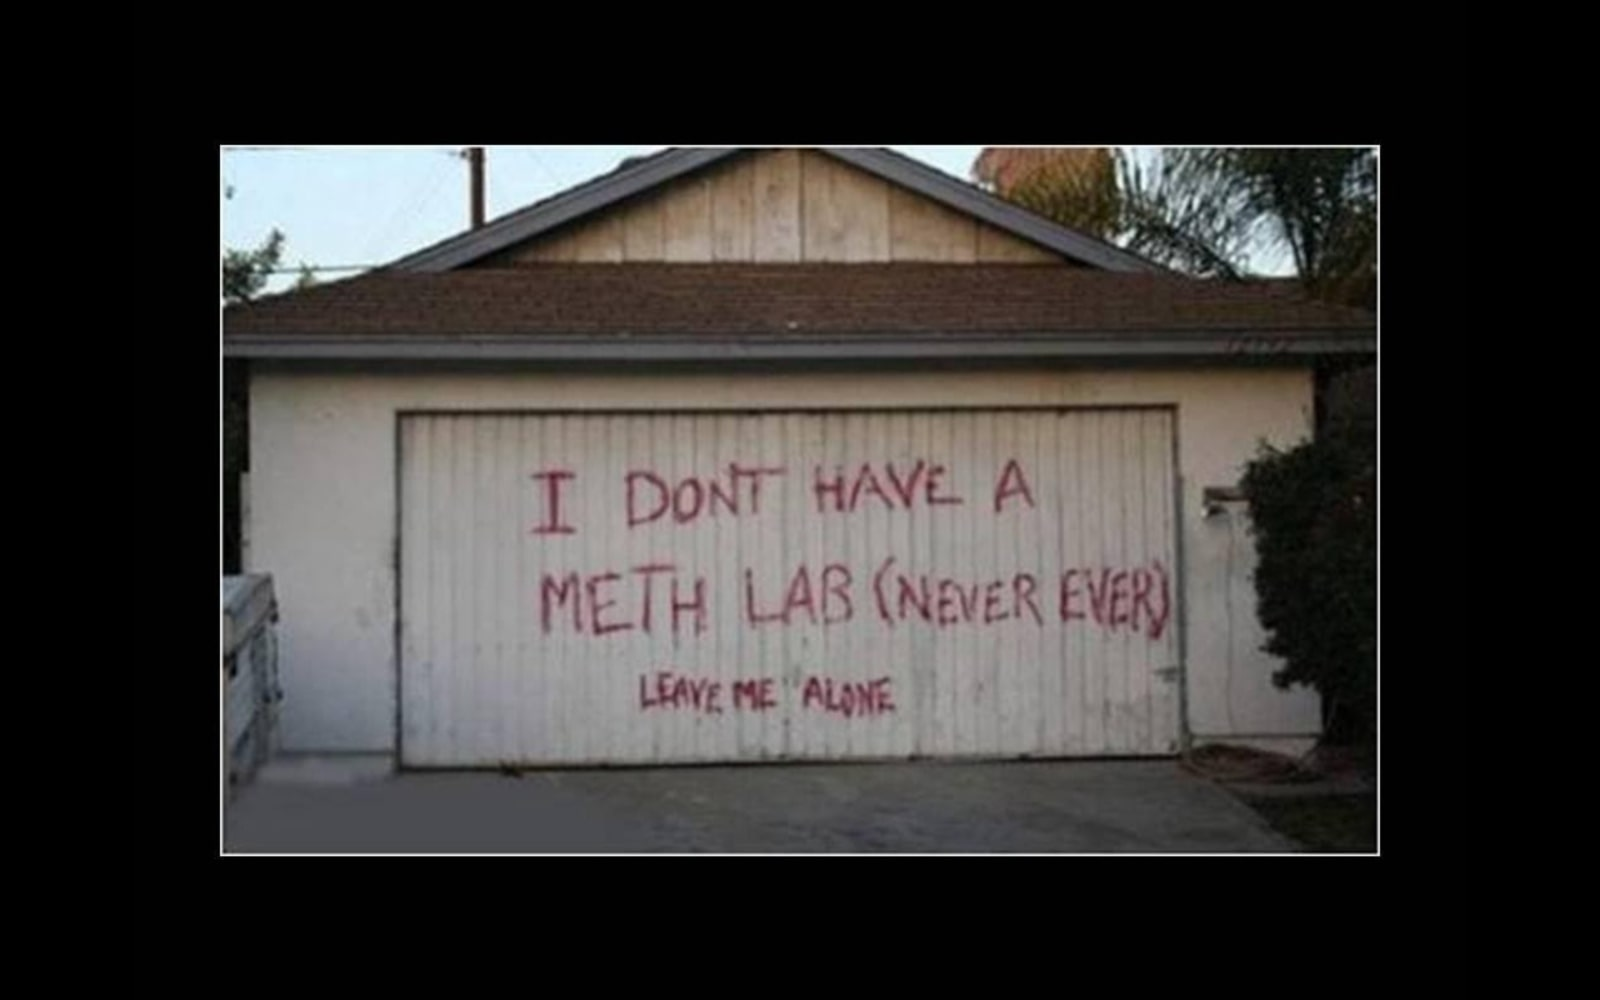 I DONT HAVE A
METH LAB (NEVER EVER)
LEAVE ME ALONE